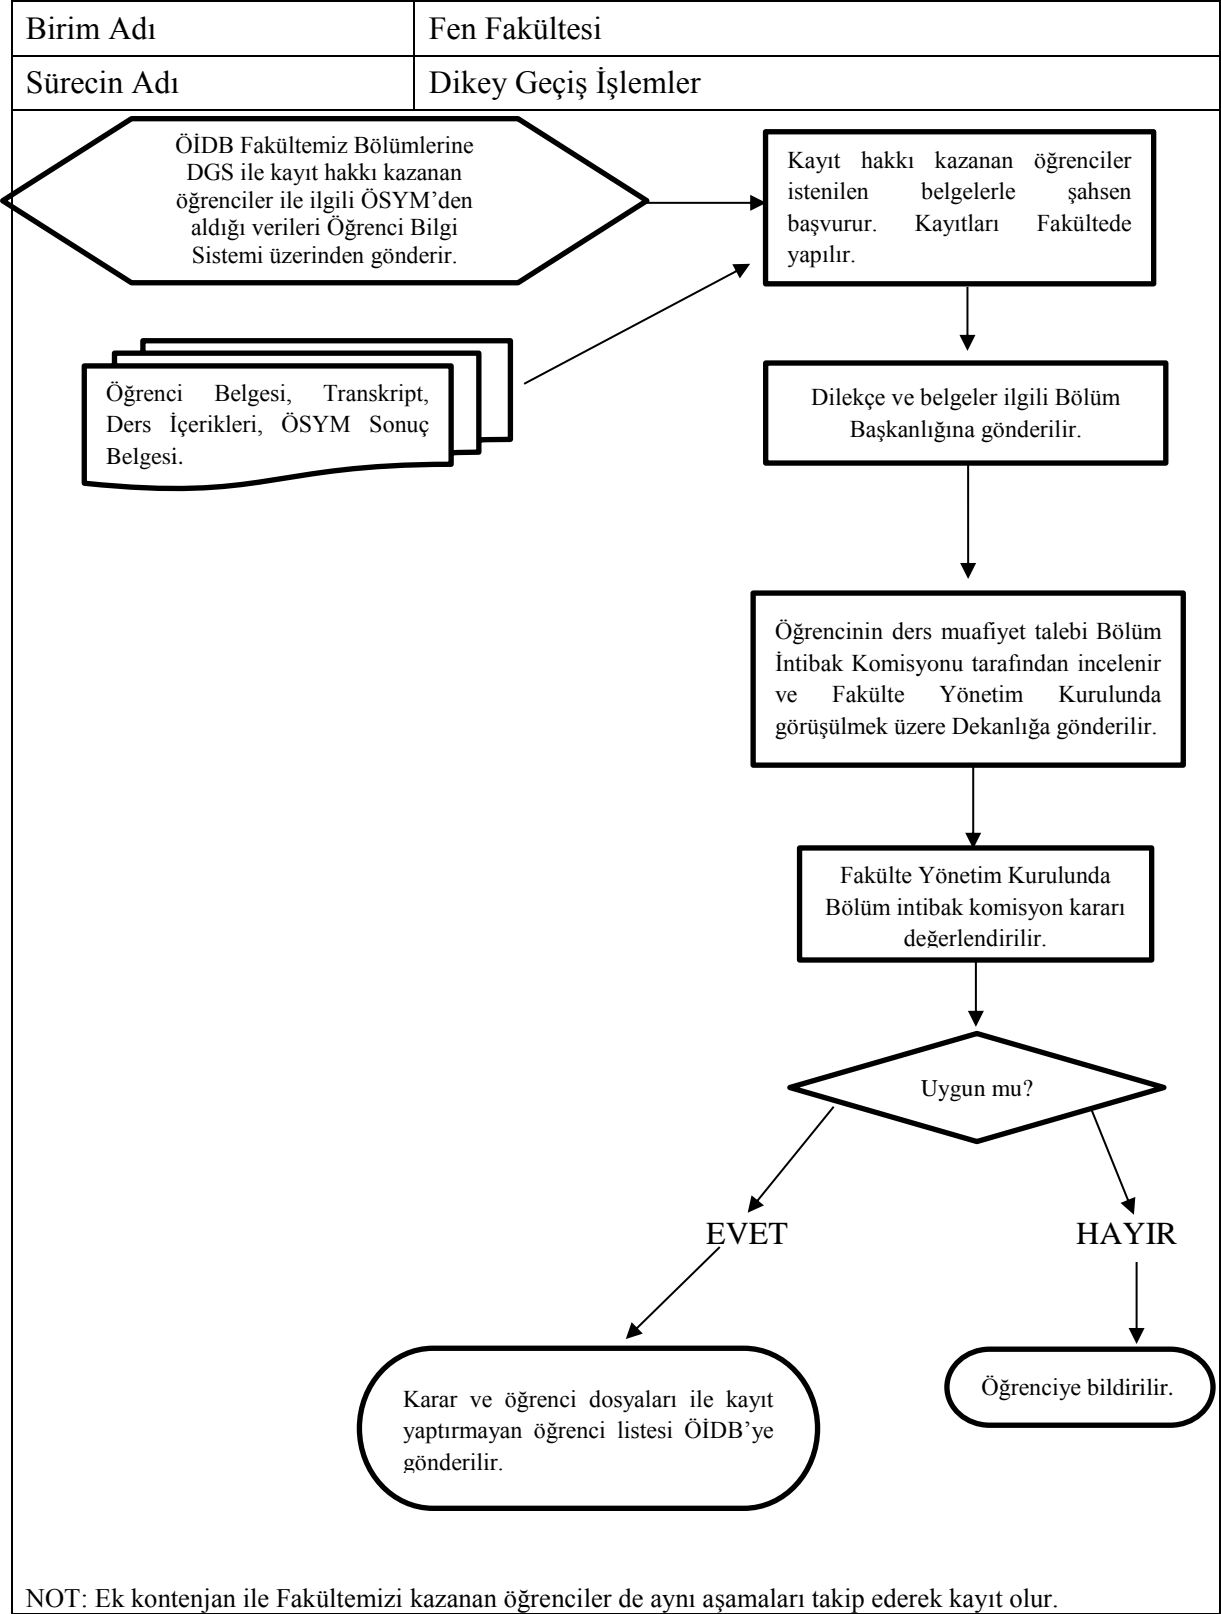 Birim Adı
Fen Fakültesi
Sürecin Adı
Dikey Geçiş İşlemler
ÖİDB Fakültemiz Bölümlerine
DGS ile kayıt hakkı kazanan
öğrenciler ile ilgili ÖSYM’den
aldığı verileri Öğrenci Bilgi
Sistemi üzerinden gönderir.
Kayıt hakkı kazanan öğrenciler
istenilen belgelerle şahsen
başvurur. Kayıtları Fakültede
yapılır.
Öğrenci Belgesi, Transkript,
Ders İçerikleri, ÖSYM Sonuç
Belgesi.
Dilekçe ve belgeler ilgili Bölüm
Başkanlığına gönderilir.
Öğrencinin ders muafiyet talebi Bölüm
İntibak Komisyonu tarafından incelenir
ve Fakülte Yönetim Kurulunda
görüşülmek üzere Dekanlığa gönderilir.
Fakülte Yönetim Kurulunda
Bölüm intibak komisyon kararı
değerlendirilir.
Uygun mu?
EVET
HAYIR
Karar ve öğrenci dosyaları ile kayıt
yaptırmayan öğrenci listesi ÖİDB’ye
gönderilir.
Öğrenciye bildirilir.
NOT: Ek kontenjan ile Fakültemizi kazanan öğrenciler de aynı aşamaları takip ederek kayıt olur.